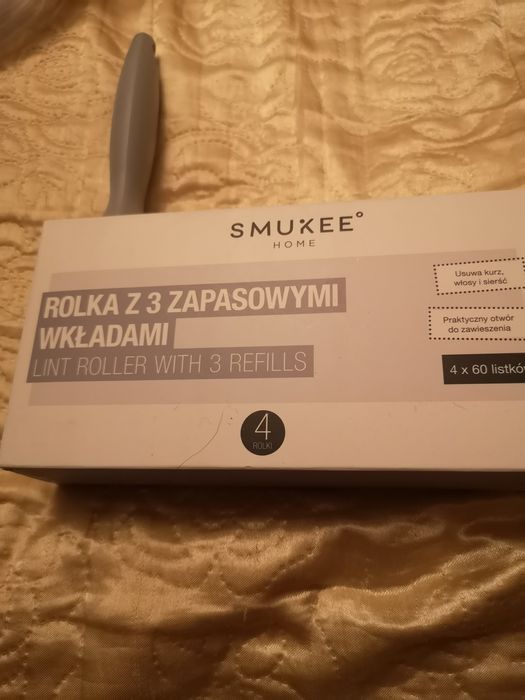 SMUKEE°
HOME
ROLKA Z 3 ZAPASOWYMI
WKŁADAMI
LINT ROLLER WITH 3 REFILLS
Usuwa kurz,
włosy i sierść
Praktyczny otwór
do zawieszenia
4 x 60 listkó
4
ROLKI